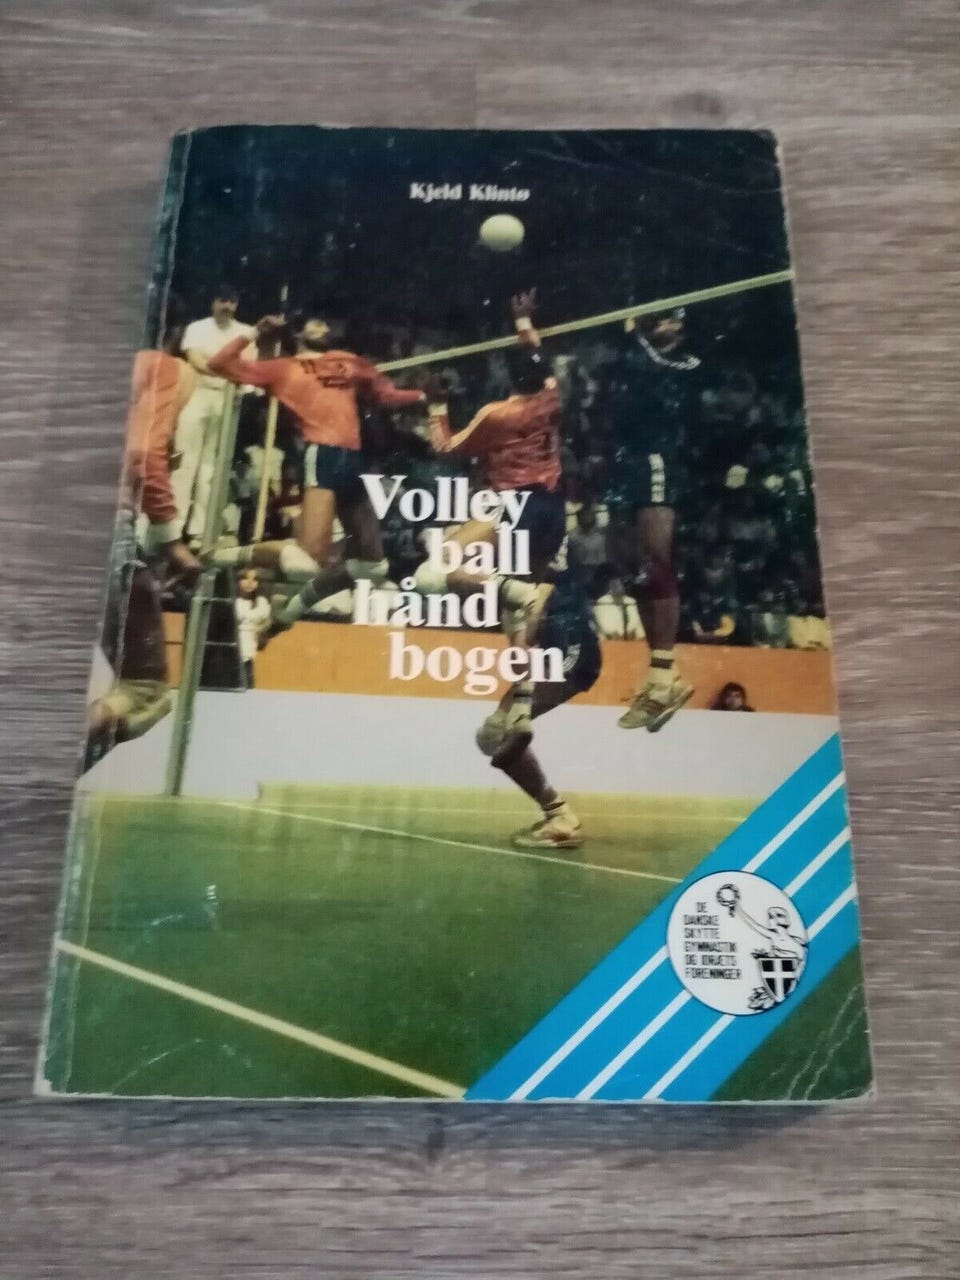 Kjeld Klintø
Volley
ball
hånd
bogen
DE
DANSKE
SKYTTE
GYMNASTIK
OG IDRÆTS
FORENINGER